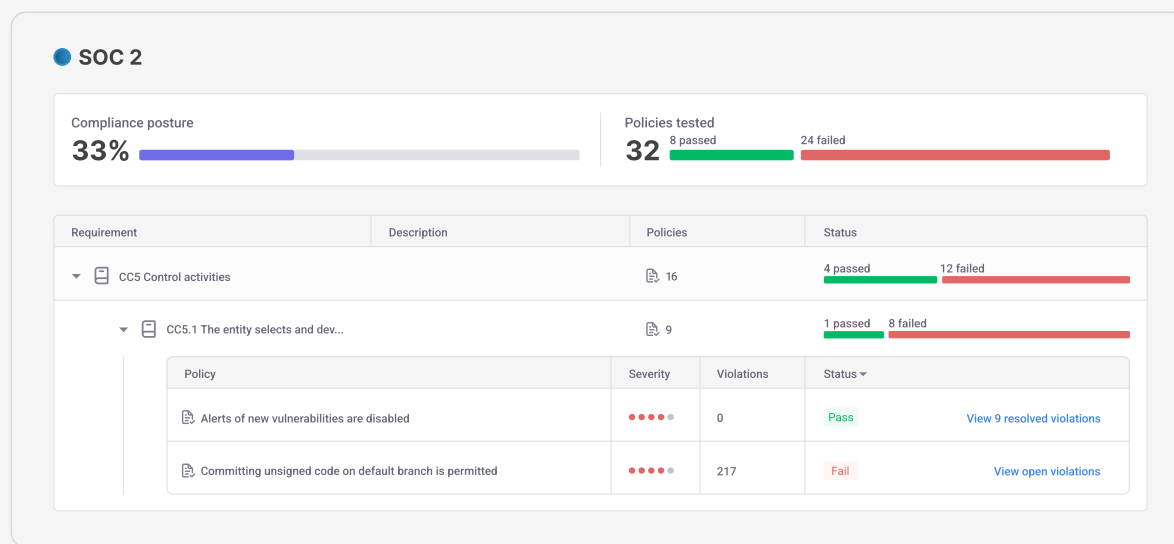 SOC 2
Compliance posture
33%
Policies tested
32
8 passed
24 failed
Requirement Description Policies Status
CC5 Control activities 16 4 passed 12 failed
CC5.1 The entity selects and dev... 9 1 passed 8 failed
Policy Severity Violations Status
Alerts of new vulnerabilities are disabled 0 Pass View 9 resolved violations
Committing unsigned code on default branch is permitted 217 Fail View open violations